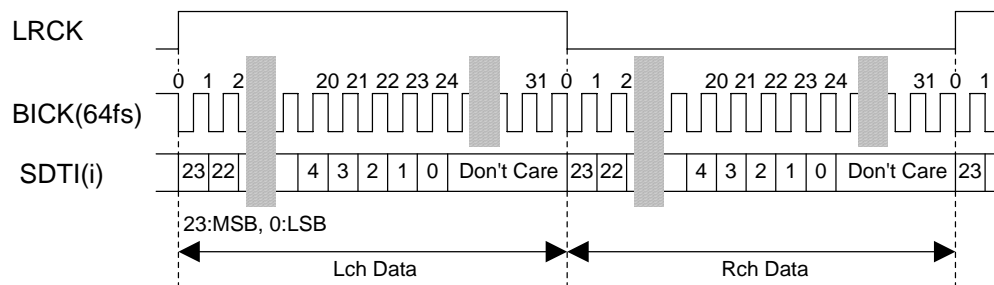 LRCK
0 1 2 20 21 22 23 24 31 0 1 2 20 21 22 23 24 31 0 1
BICK(64fs)
SDTI(i) 23 22 4 3 2 1 0 Don't Care 23 22 4 3 2 1 0 Don't Care 23
23:MSB, 0:LSB
Lch Data Rch Data